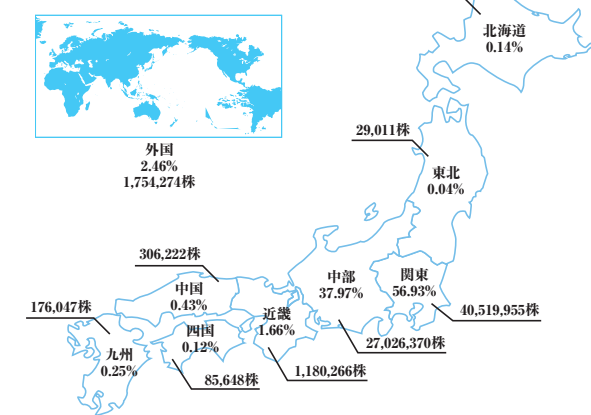 北海道
0.14%
外国
2.46%
1,754,274株
29,011株
東北
0.04%
306,222株
中国
0.43%
中部
37.97%
関東
56.93%
176,047株
近畿
1.66%
40,519,955株
四国
0.12%
九州
0.25%
27,026,370株
85,648株
1,180,266株